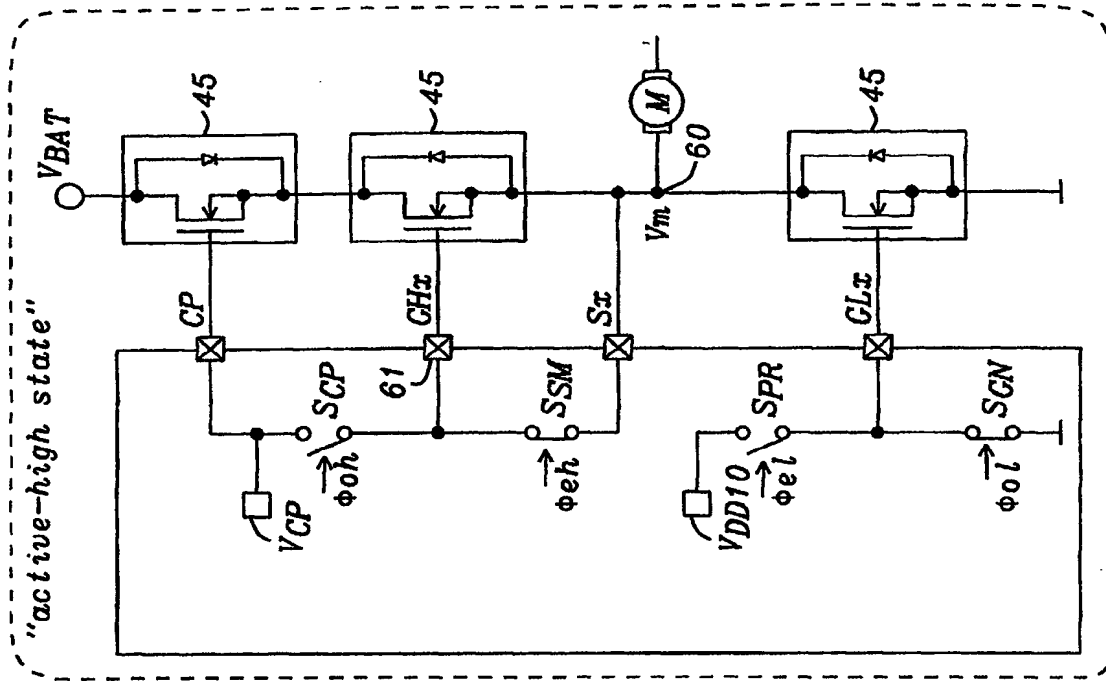 "active-high state"
VBAT
45
CP
VCP
SCP
Φoh
GHx
61
45
SSM
Φeh
Sx
M
Vm
60
VDD10
SPR
Φel
GLx
45
SGN
Φol